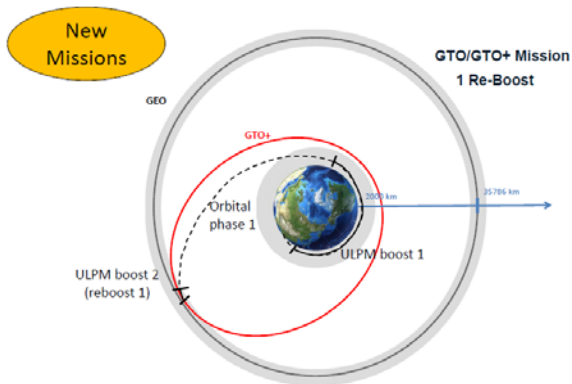 New
Missions
GTO/GTO+ Mission
1 Re-Boost
GEO
GTO+
2000 km
35786 km
Orbital
phase 1
ULPM boost 1
ULPM boost 2
(reboost 1)